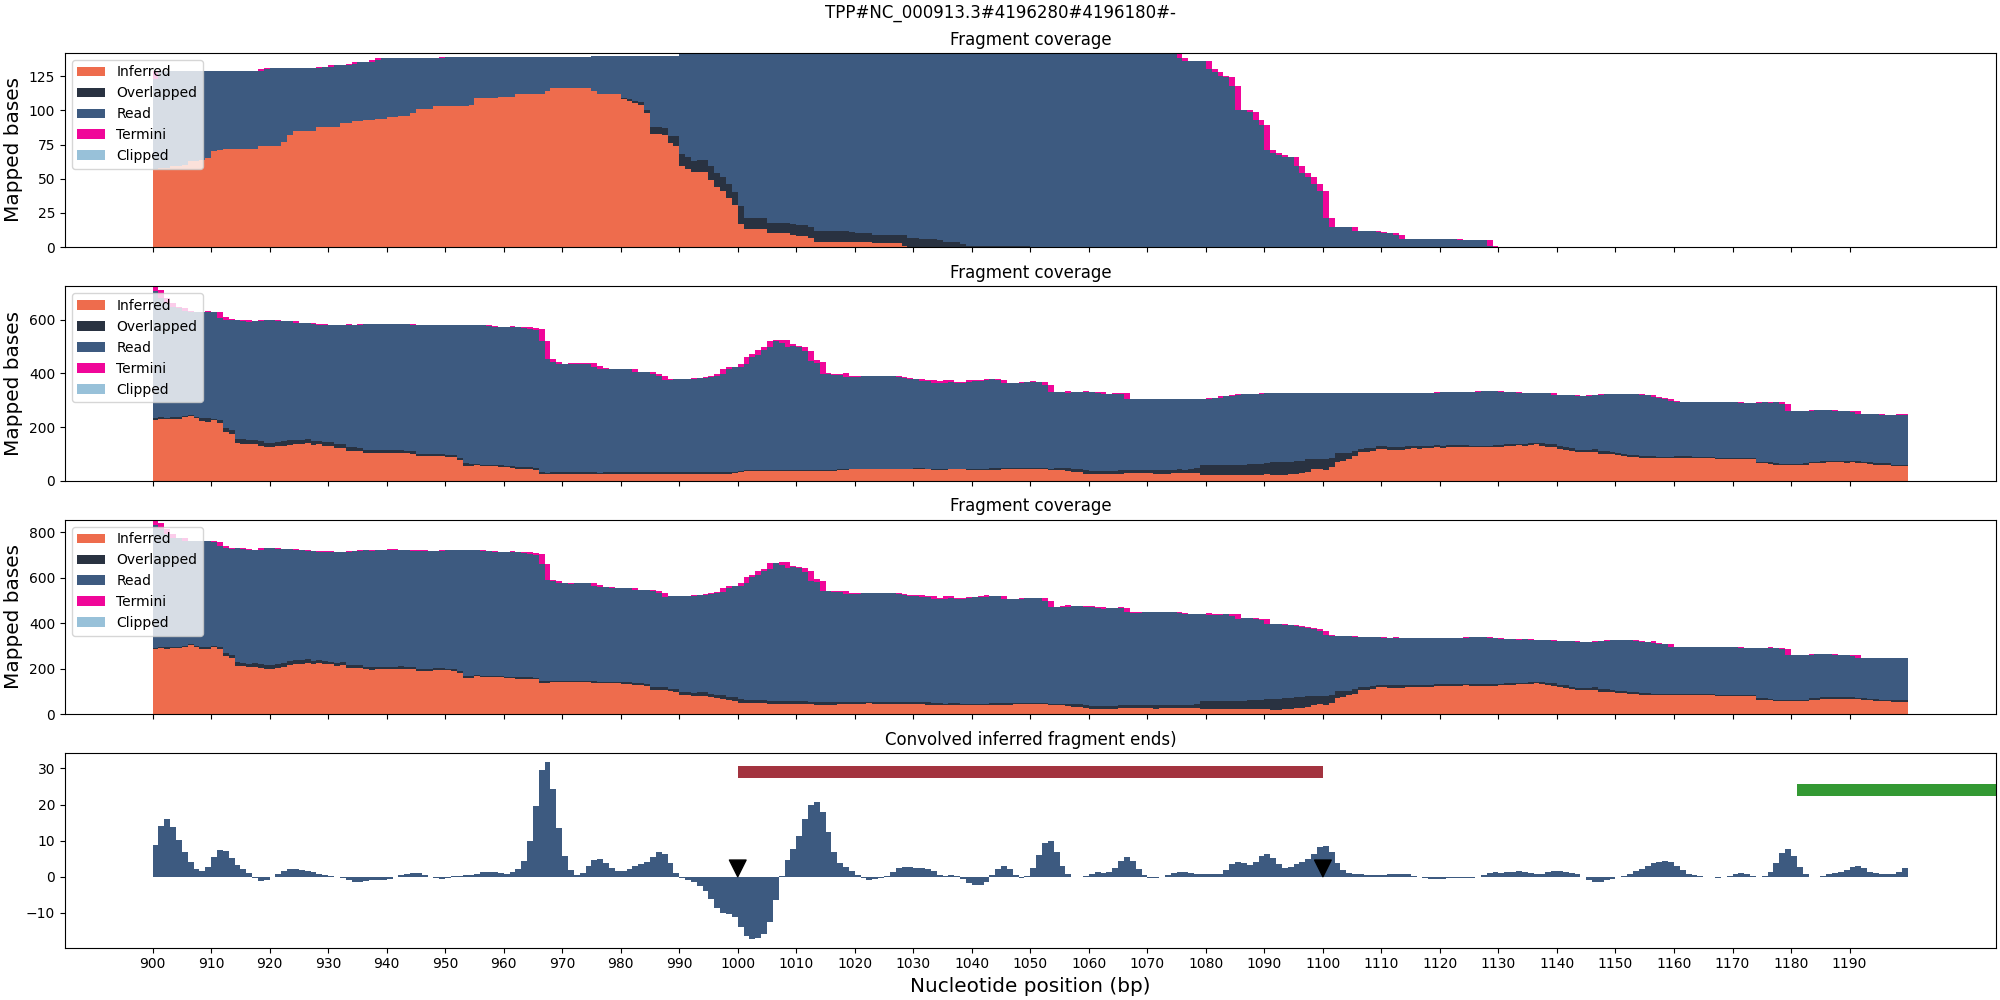 TPP#NC_000913.3#4196280#4196180#-
Fragment coverage
Mapped bases
125
100
75
50
25
0
Inferred
Overlapped
Read
Termini
Clipped
Fragment coverage
Mapped bases
600
400
200
0
Inferred
Overlapped
Read
Termini
Clipped
Fragment coverage
Mapped bases
800
600
400
200
0
Inferred
Overlapped
Read
Termini
Clipped
Convolved inferred fragment ends)
30
20
10
0
−10
900 910 920 930 940 950 960 970 980 990 1000 1010 1020 1030 1040 1050 1060 1070 1080 1090 1100 1110 1120 1130 1140 1150 1160 1170 1180 1190
Nucleotide position (bp)